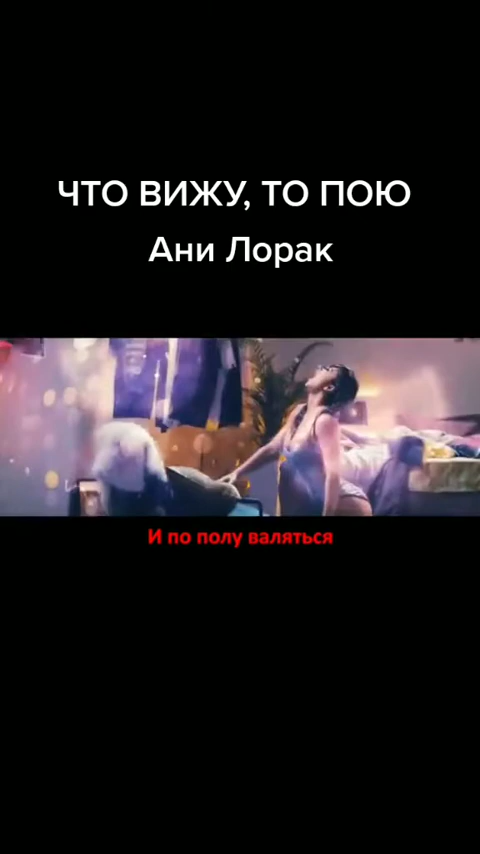 ЧТО ВИЖУ, ТО ПОЮ
Ани Лорак
И по полу валяться